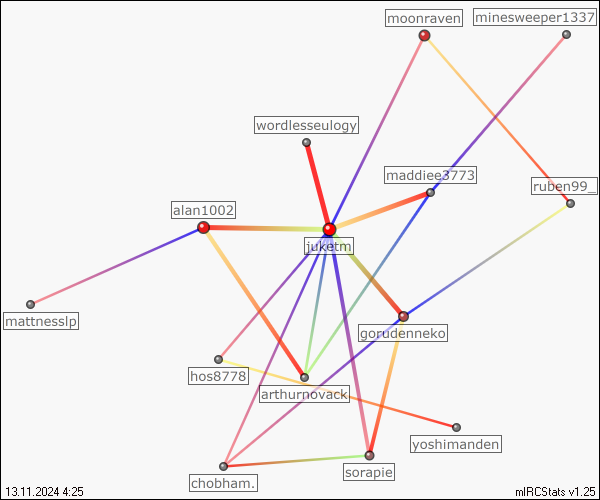 moonraven
minesweeper1337
wordlesseulogy
maddiee3773
ruben99_
alan1002
juketm
mattnesslp
gorudenneko
hos8778
arthurnovack
yoshimanden
sorapie
chobham.
13.11.2024 4:25
mIRCStats v1.25